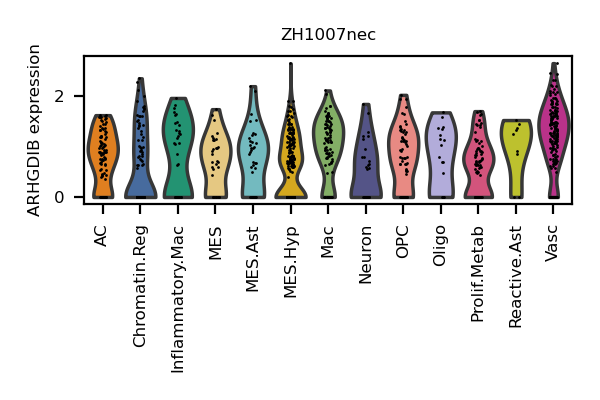 ZH1007nec
ARHGDIB expression
2
0
AC
Chromatin.Reg
Inflammatory.Mac
MES
MES.Ast
MES.Hyp
Mac
Neuron
OPC
Oligo
Prolif.Metab
Reactive.Ast
Vasc